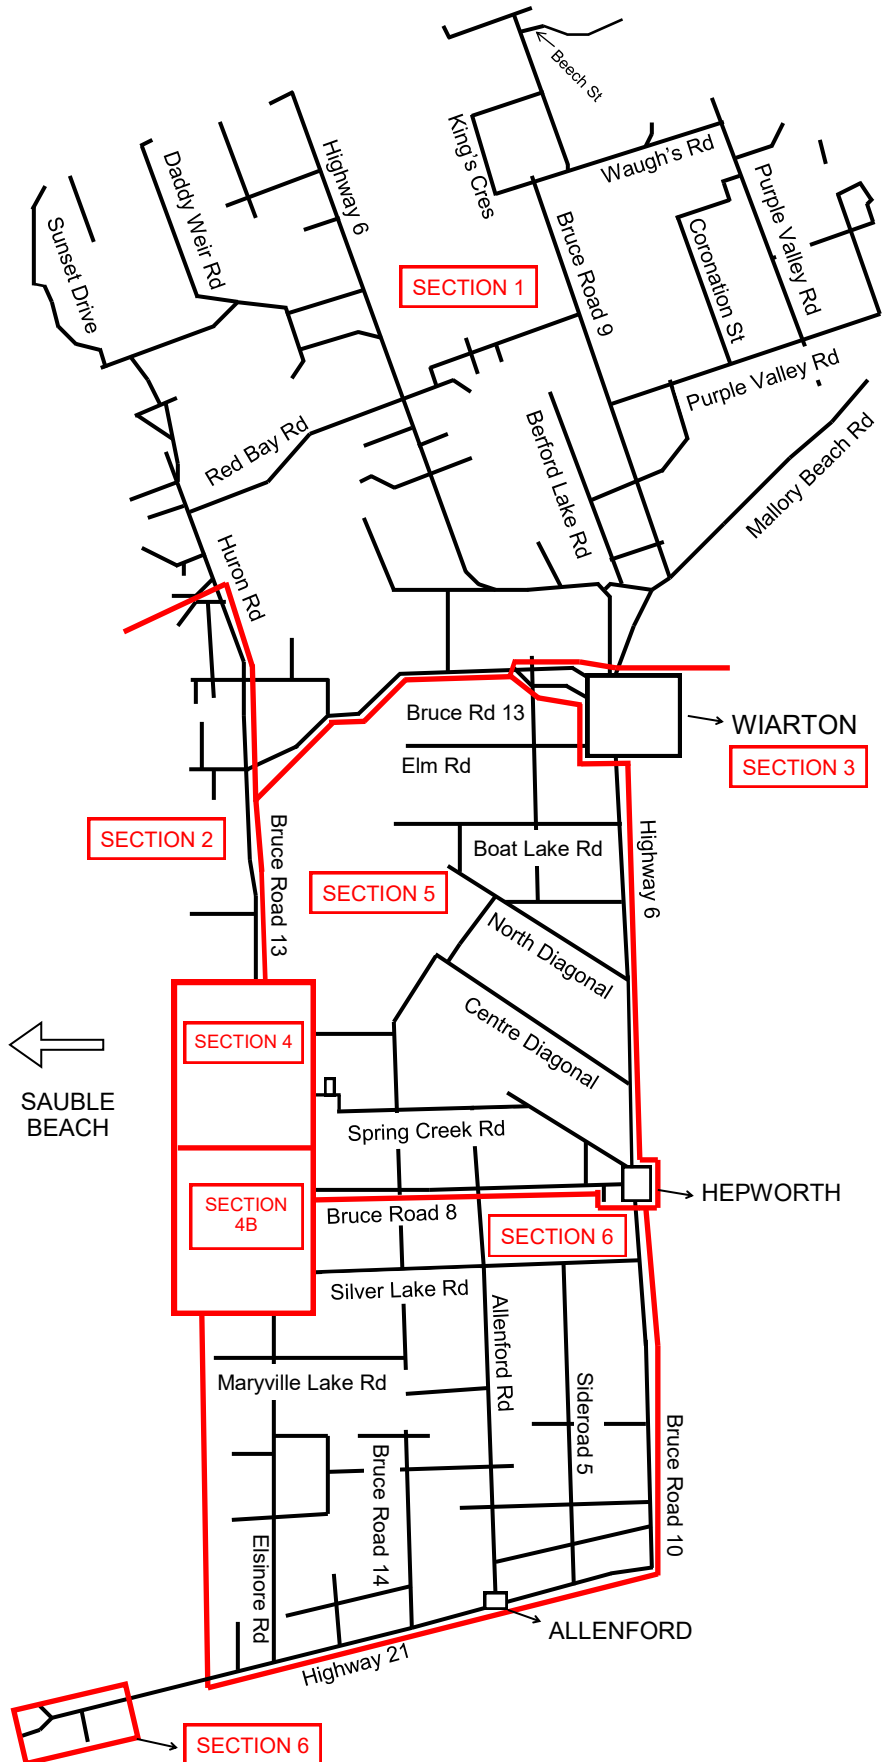 Beech St
King's Cres
Waugh's Rd
Highway 6
Daddy Weir Rd
Sunset Drive
Bruce Road 9
Purple Valley Rd
Coronation St
SECTION 1
Purple Valley Rd
Red Bay Rd
Berford Lake Rd
Mallory Beach Rd
Huron Rd
Bruce Rd 13
WIARTON
Elm Rd
SECTION 3
SECTION 2
Bruce Road 13
Boat Lake Rd
Highway 6
SECTION 5
North Diagonal
Centre Diagonal
SECTION 4
SAUBLE
BEACH
Spring Creek Rd
SECTION
4B
HEPWORTH
Bruce Road 8
SECTION 6
Silver Lake Rd
Allenford Rd
Maryville Lake Rd
Sideroad 5
Bruce Road 10
Bruce Road 14
Elsinore Rd
ALLENFORD
Highway 21
SECTION 6